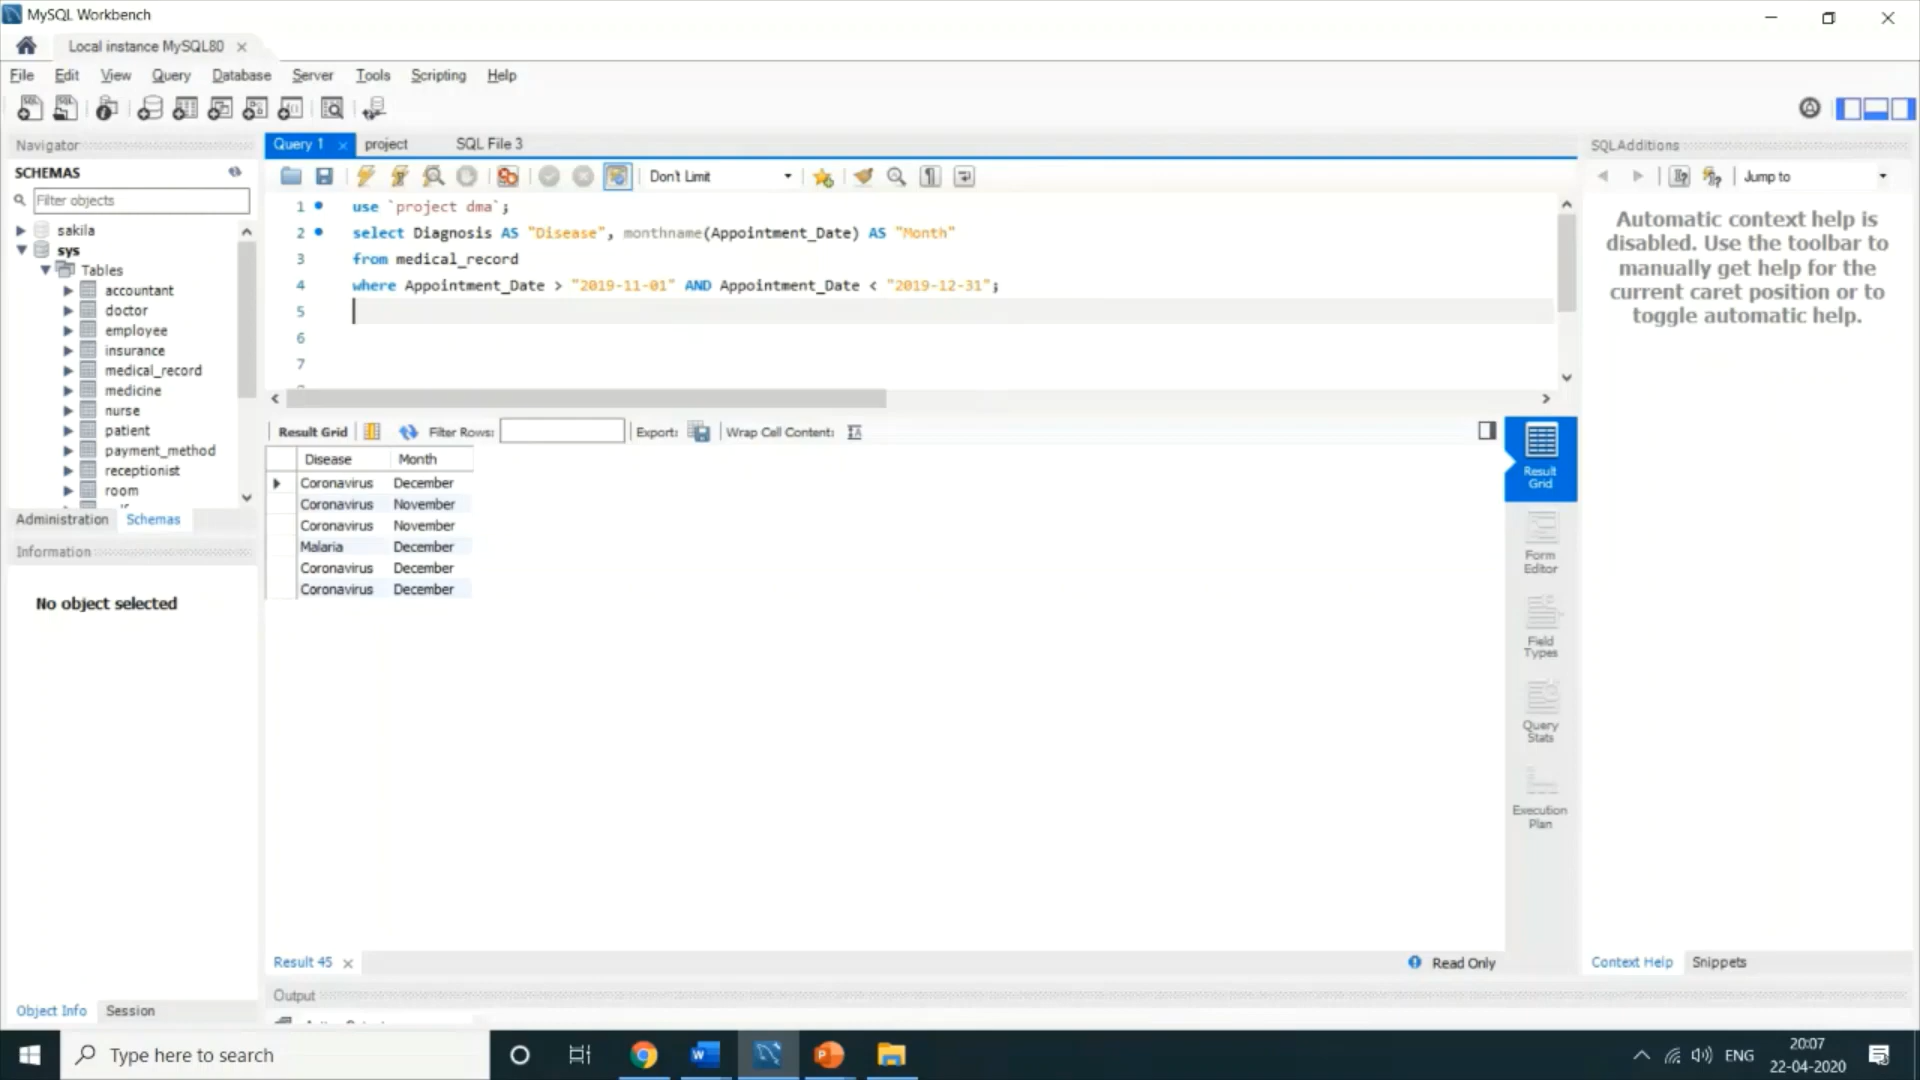 MySQL Workbench
Local instance MySQL80
File Edit View Query Database Server Tools Scripting Help
Navigator
SCHEMAS
Filter objects
sakila
sys
Tables
accountant
doctor
employee
insurance
medical_record
medicine
nurse
patient
payment_method
receptionist
room
Administration Schemas
Information
No object selected
Object Info Session
Query 1 project SQL File 3
Don't Limit
1 use `project dma`;
2 select Diagnosis AS "Disease", monthname(Appointment_Date) AS "Month"
3 from medical_record
4 where Appointment_Date > "2019-11-01" AND Appointment_Date < "2019-12-31";
5
6
7
Result Grid Filter Rows: Export: Wrap Cell Content:
Disease Month
Coronavirus December
Coronavirus November
Coronavirus November
Malaria December
Coronavirus December
Coronavirus December
Result Grid
Form Editor
Field Types
Query Stats
Execution Plan
Result 45
Read Only
Output
SQLAdditions
Jump to
Automatic context help is
disabled. Use the toolbar to
manually get help for the
current caret position or to
toggle automatic help.
Context Help Snippets
Type here to search
ENG
20:07
22-04-2020